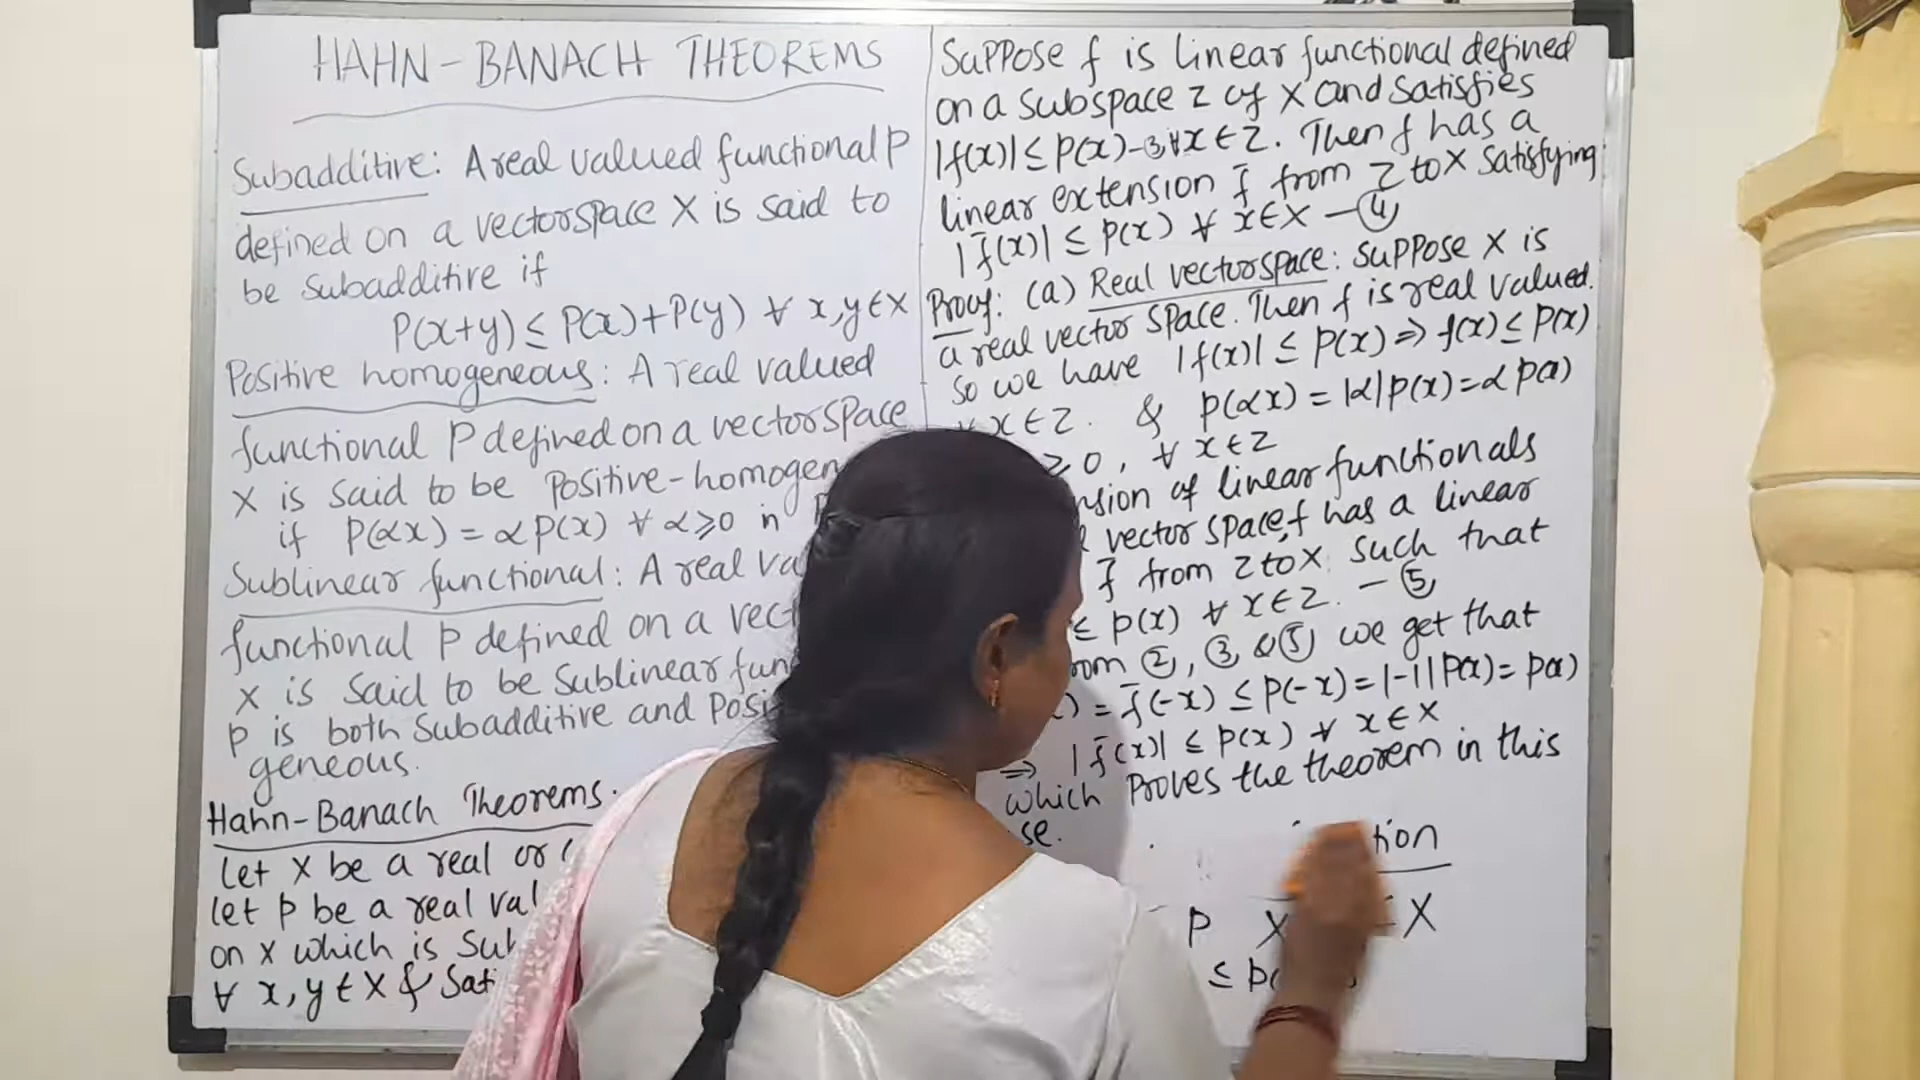 HAHN-BANACH THEOREMS
Subadditive: A real valued functional p
defined on a vectorspace X is said to
be subadditive if
P(x+y) ≤ P(x)+P(y) ∀ x,y∈X
Positive homogeneous: A real valued
functional p defined on a vectorspace
X is said to be Positive-homogen
if P(αx) = αP(x) ∀ α≥0 in
Sublinear functional: A real va
functional p defined on a vec
X is said to be Sublinear fun
p is both Subadditive and Posi
geneous.
Hahn-Banach Theorems.
Let X be a real or
let p be a real val
on X which is Sub
∀ x,y∈X & Sati
Suppose f is linear functional defined
on a subspace Z of X and satisfies
|f(x)| ≤ p(x)-③ ∀x∈Z. Then f has a
linear extension f̄ from Z to X satisfying
|f̄(x)| ≤ p(x) ∀ x∈X -④
Proof: (a) Real vectorspace: Suppose X is
a real vector space. Then f is real valued.
So we have |f(x)| ≤ p(x) ⇒ f(x) ≤ p(x)
∀ x∈Z. & p(αx) = |α|p(x) = αp(x)
≥0, ∀ x∈Z
nsion of linear functionals
vector space, f has a linear
f̄ from Z to X such that
≤ p(x) ∀ x∈Z. -⑤
om ②, ③ & ⑤ we get that
) = f̄(-x) ≤ p(-x) = |-1|p(x) = p(x)
⇒ |f̄(x)| ≤ p(x) ∀ x∈X
which proves the theorem in this
se.
tion
P X ∈ X
≤ p(